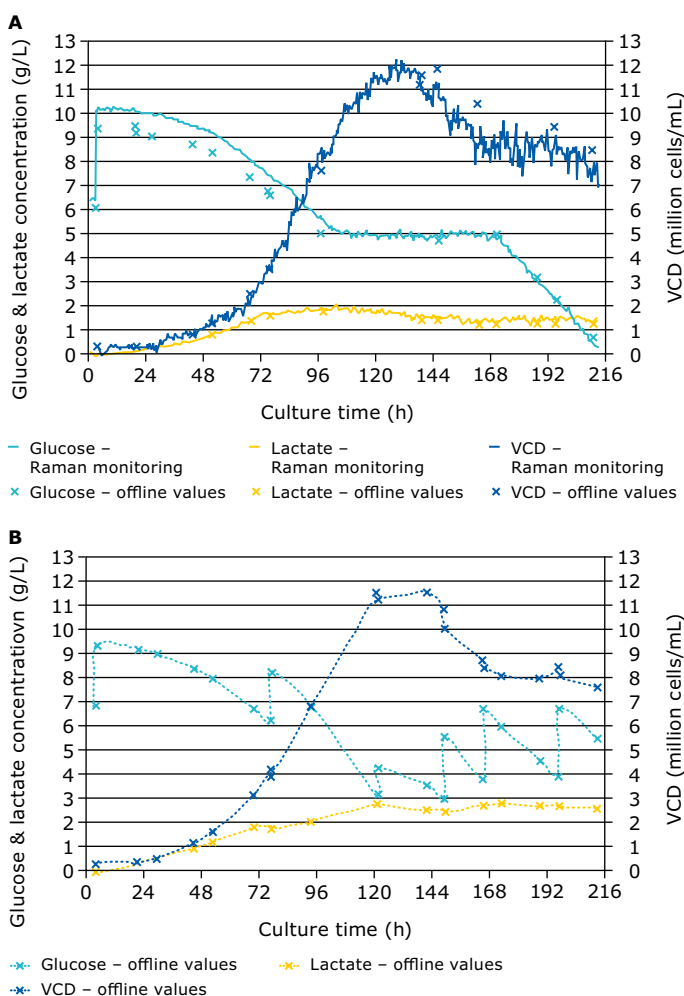 A
Glucose & lactate concentration (g/L)
13
12
11
10
9
8
7
6
5
4
3
2
1
0
13
12
11
10
9
8
7
6
5
4
3
2
1
0
VCD (million cells/mL)
0 24 48 72 96 120 144 168 192 216
Culture time (h)
Glucose –
Raman monitoring
Lactate –
Raman monitoring
VCD –
Raman monitoring
Glucose – offline values
Lactate – offline values
VCD – offline values
B
Glucose & lactate concentratiovn (g/L)
13
12
11
10
9
8
7
6
5
4
3
2
1
0
13
12
11
10
9
8
7
6
5
4
3
2
1
0
VCD (million cells/mL)
0 24 48 72 96 120 144 168 192 216
Culture time (h)
Glucose – offline values
Lactate – offline values
VCD – offline values